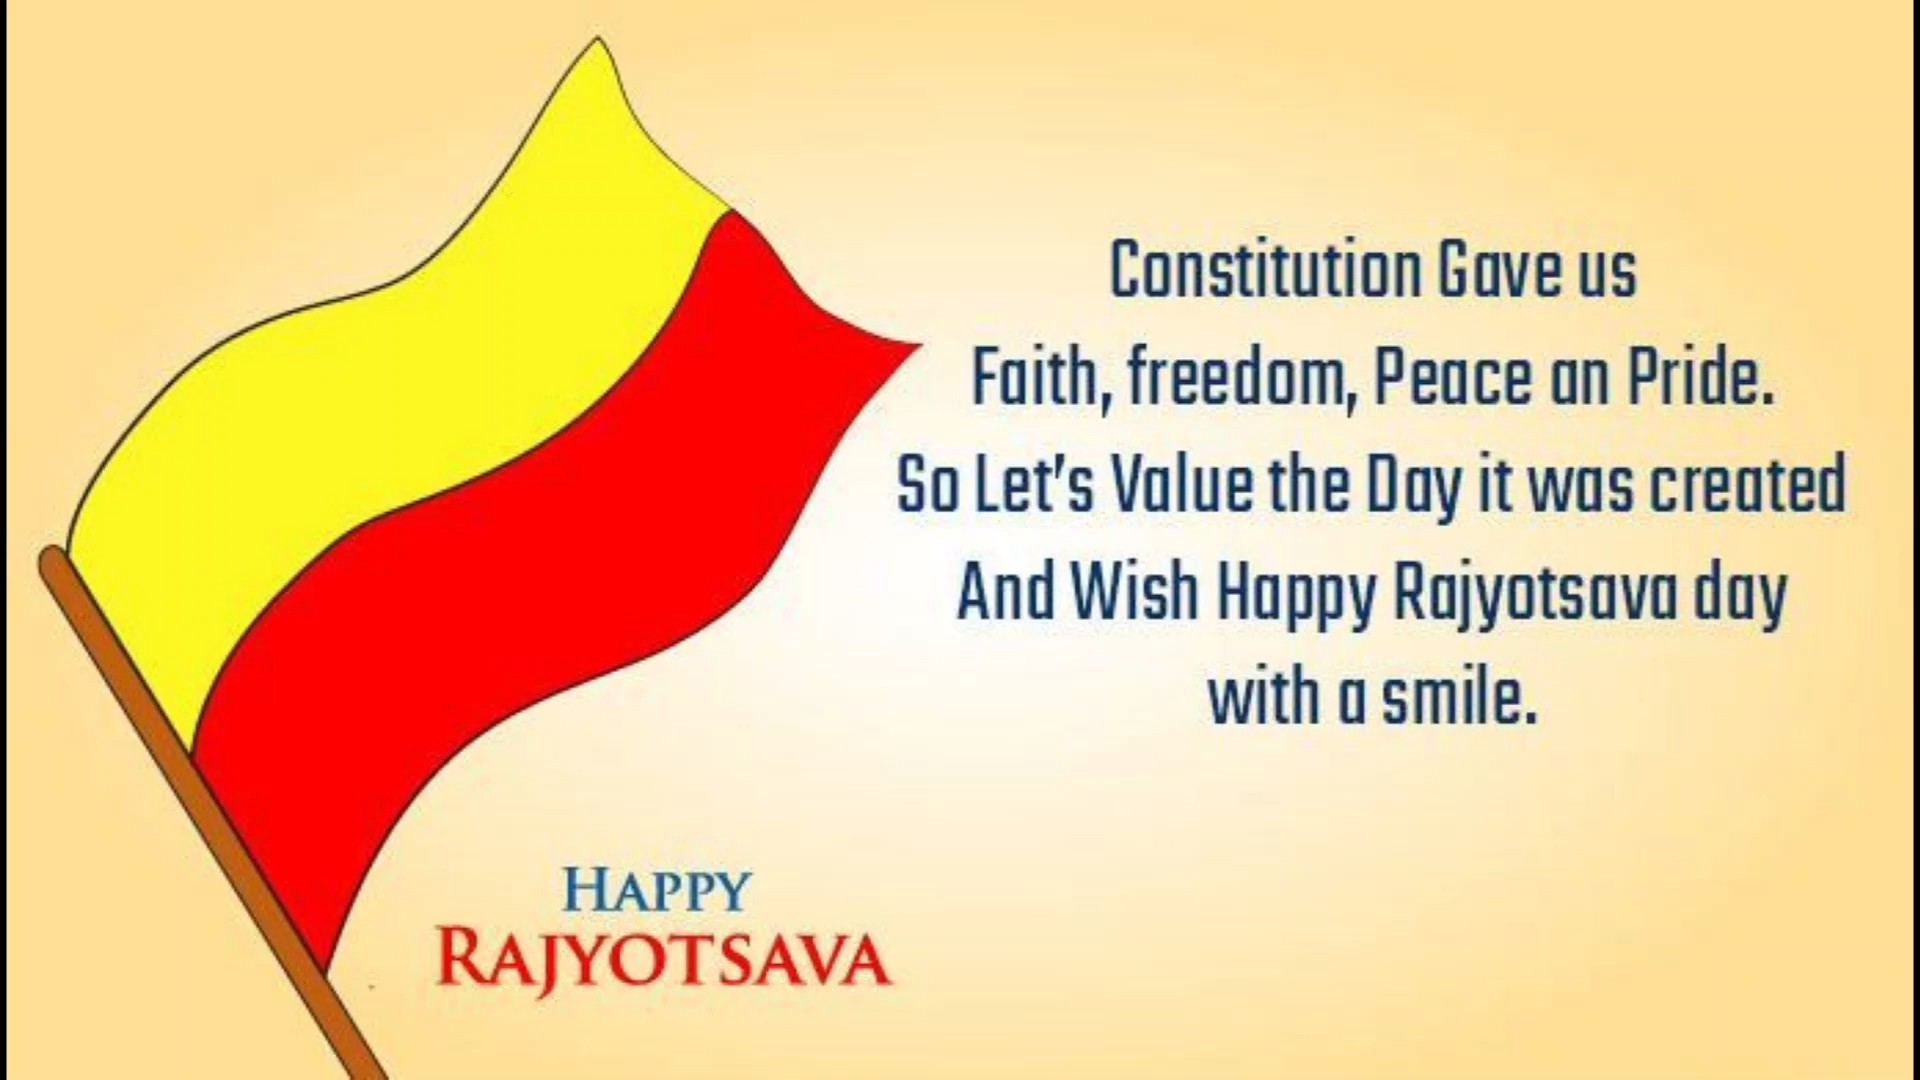 Constitution Gave us
Faith, freedom, Peace an Pride.
So Let's Value the Day it was created
And Wish Happy Rajyotsava day
with a smile.
HAPPY
RAJYOTSAVA